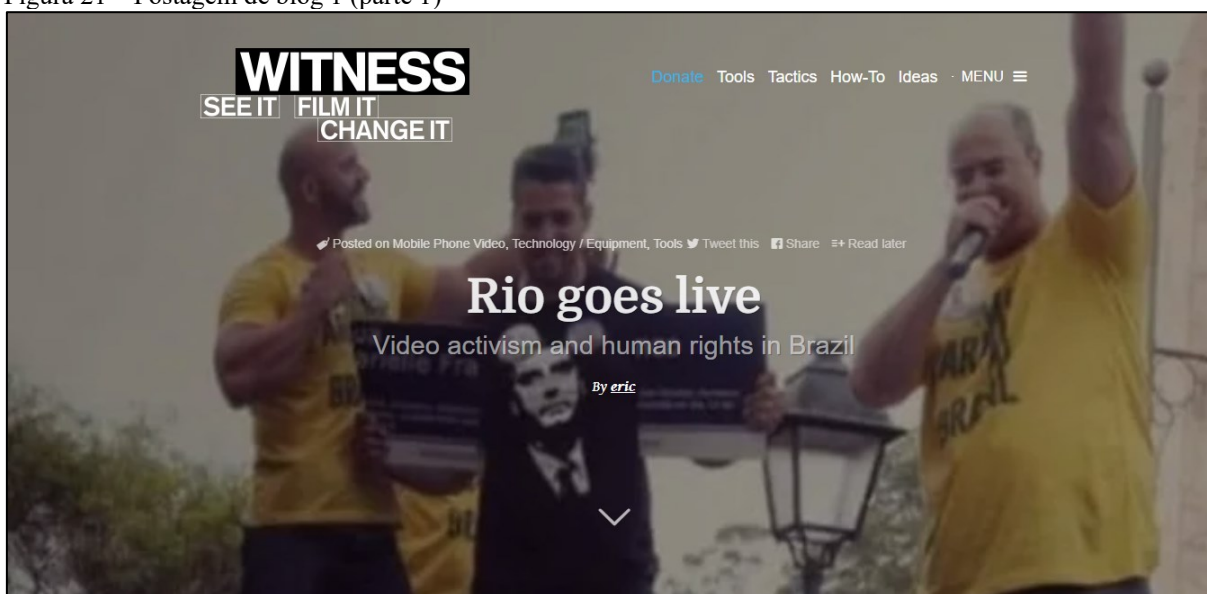 Figura 21 – Postagem de blog 1 (parte 1)
WITNESS
SEE IT FILM IT
CHANGE IT
Donate Tools Tactics How-To Ideas · MENU
Posted on Mobile Phone Video, Technology / Equipment, Tools Tweet this Share Read later
Rio goes live
Video activism and human rights in Brazil
By eric